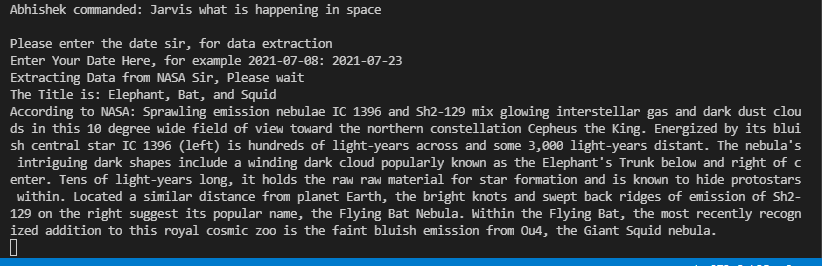 Abhishek commanded: Jarvis what is happening in space
Please enter the date sir, for data extraction
Enter Your Date Here, for example 2021-07-08: 2021-07-23
Extracting Data from NASA Sir, Please wait
The Title is: Elephant, Bat, and Squid
According to NASA: Sprawling emission nebulae IC 1396 and Sh2-129 mix glowing interstellar gas and dark dust clou
ds in this 10 degree wide field of view toward the northern constellation Cepheus the King. Energized by its blui
sh central star IC 1396 (left) is hundreds of light-years across and some 3,000 light-years distant. The nebula's
 intriguing dark shapes include a winding dark cloud popularly known as the Elephant's Trunk below and right of c
enter. Tens of light-years long, it holds the raw raw material for star formation and is known to hide protostars
 within. Located a similar distance from planet Earth, the bright knots and swept back ridges of emission of Sh2-
129 on the right suggest its popular name, the Flying Bat Nebula. Within the Flying Bat, the most recently recogn
ized addition to this royal cosmic zoo is the faint bluish emission from Ou4, the Giant Squid nebula.